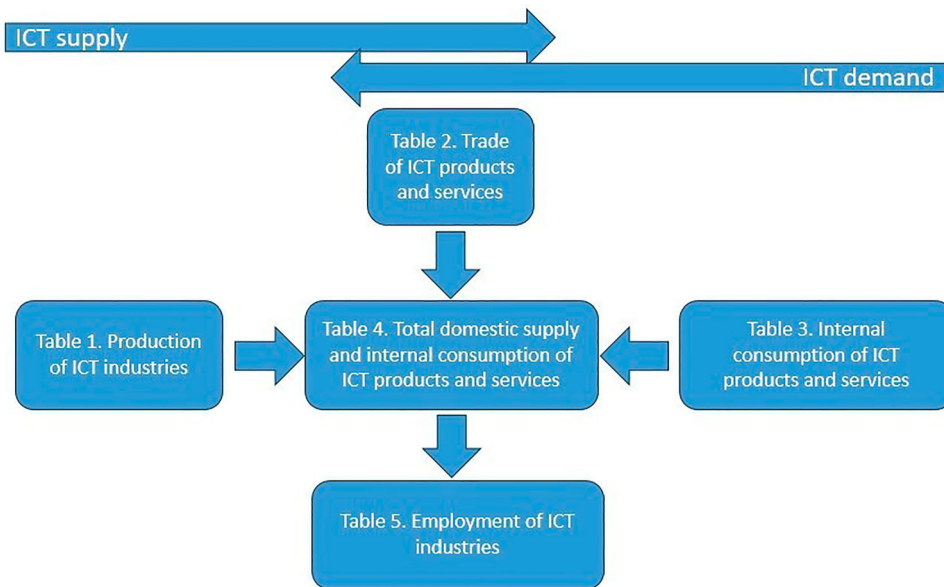 ICT supply
ICT demand
Table 2. Trade
of ICT products
and services
Table 1. Production
of ICT industries
Table 4. Total domestic supply
and internal consumption of
ICT products and services
Table 3. Internal
consumption of ICT
products and services
Table 5. Employment of ICT
industries